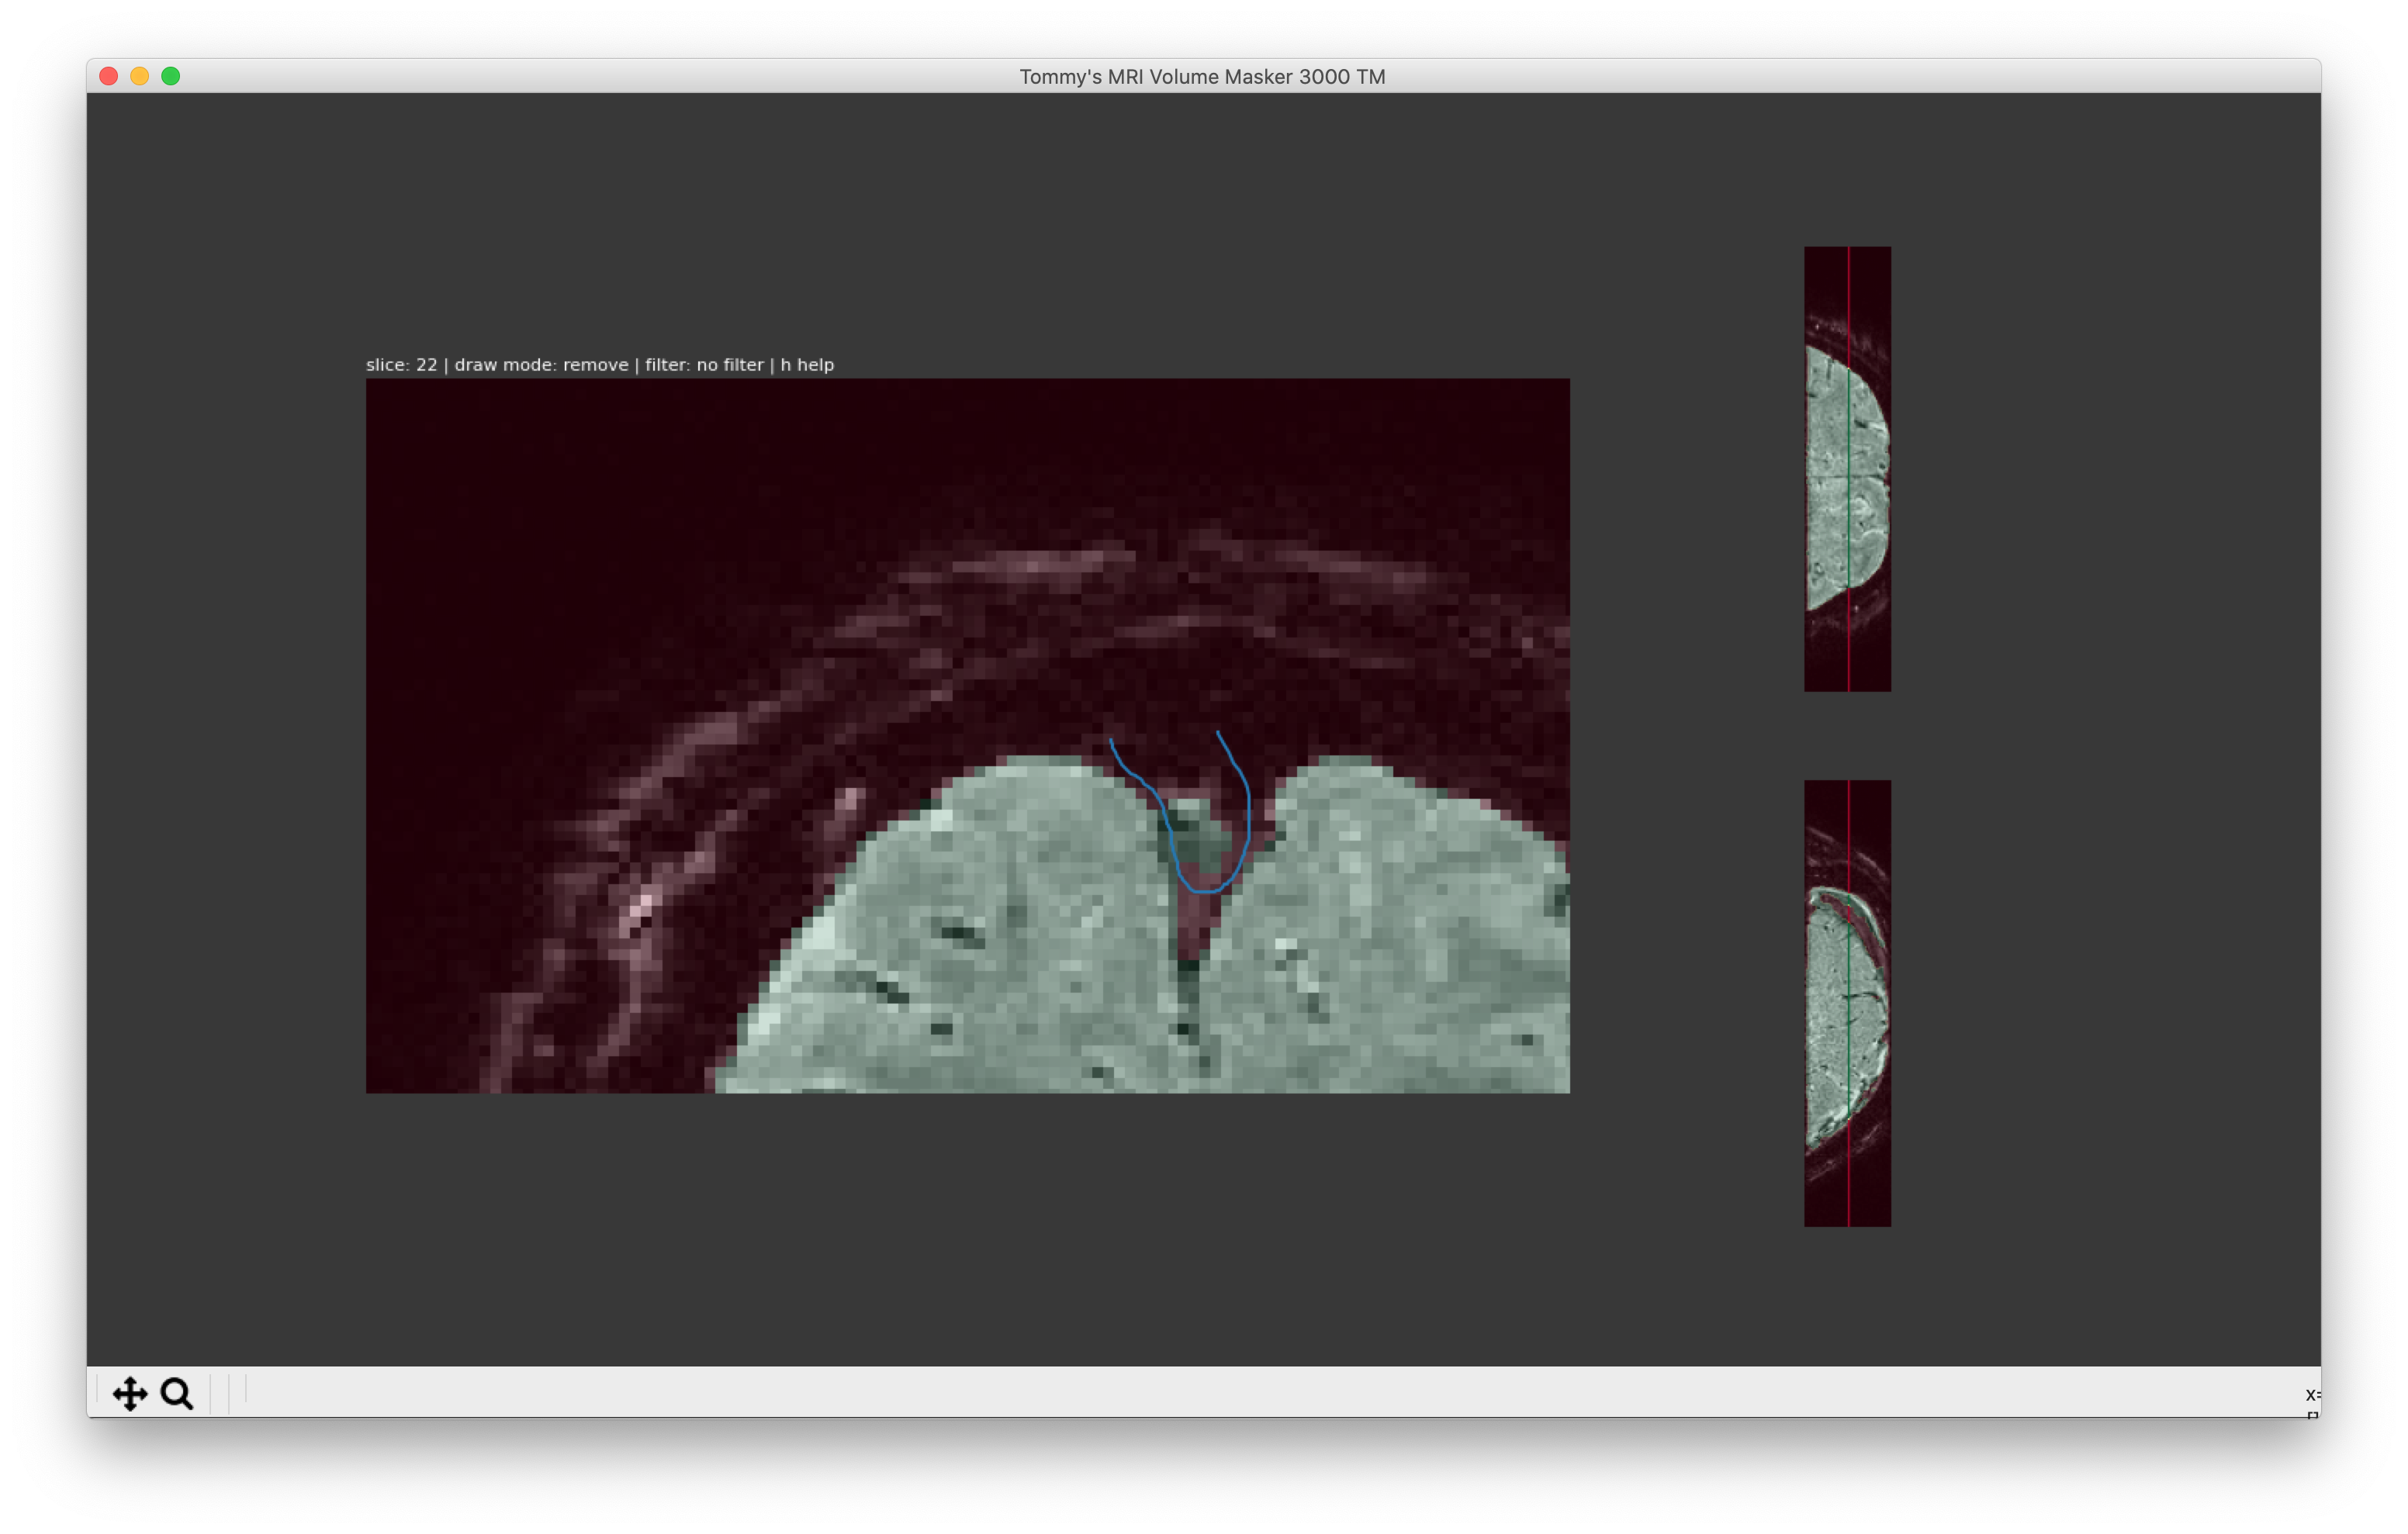 Tommy's MRI Volume Masker 3000 TM
slice: 22 | draw mode: remove | filter: no filter | h help
x=